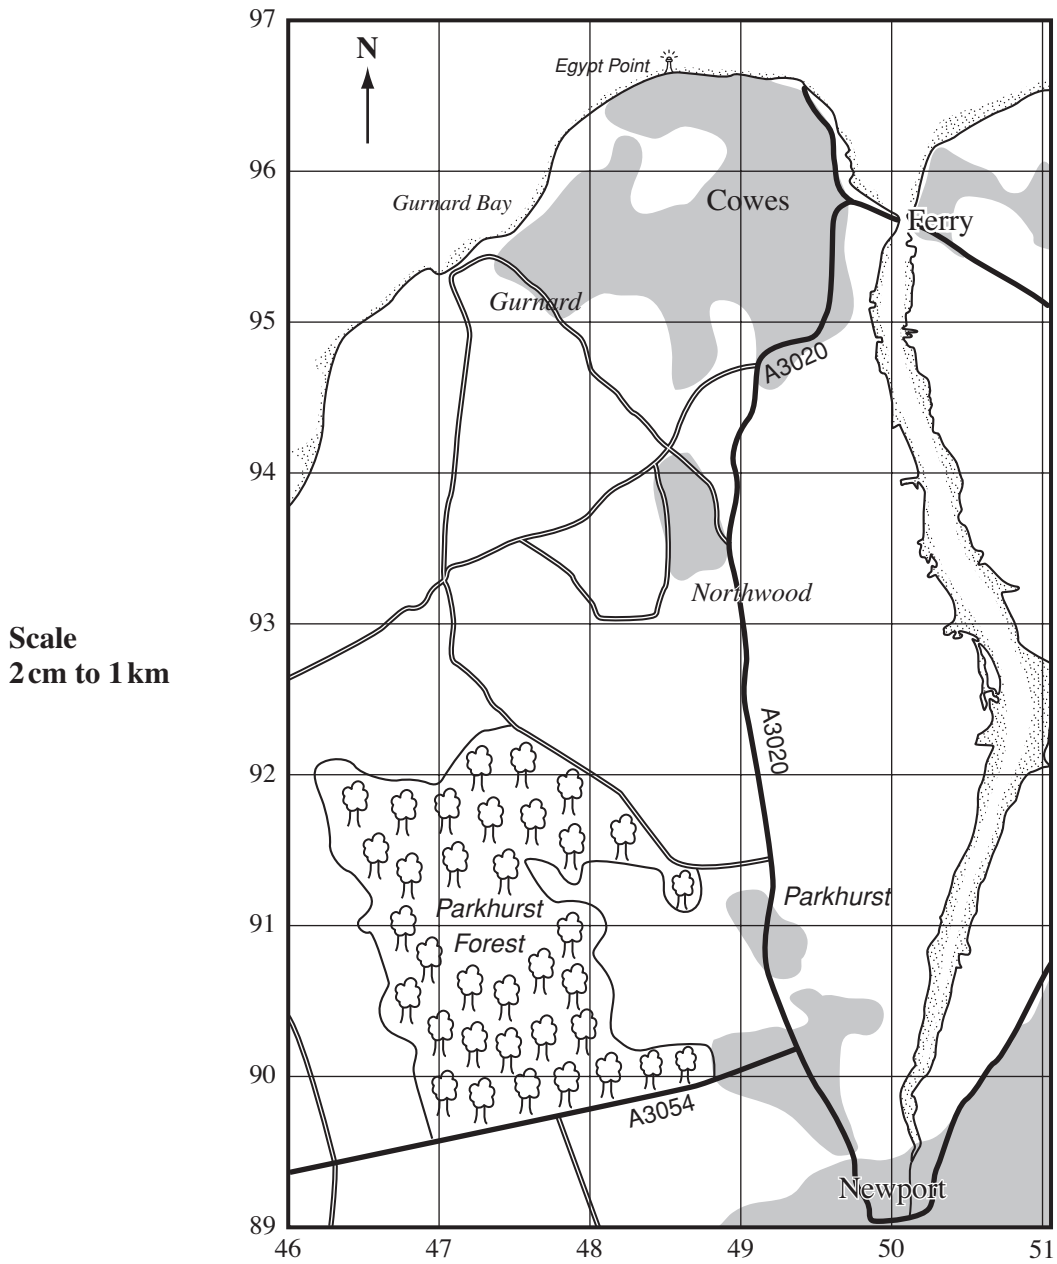 97
N
Egypt Point
96
Cowes
Gurnard Bay
Ferry
Gurnard
95
A3020
94
Northwood
93
Scale
2 cm to 1 km
A3020
92
Parkhurst
Parkhurst
Forest
91
90
A3054
Newport
89
46 47 48 49 50 51